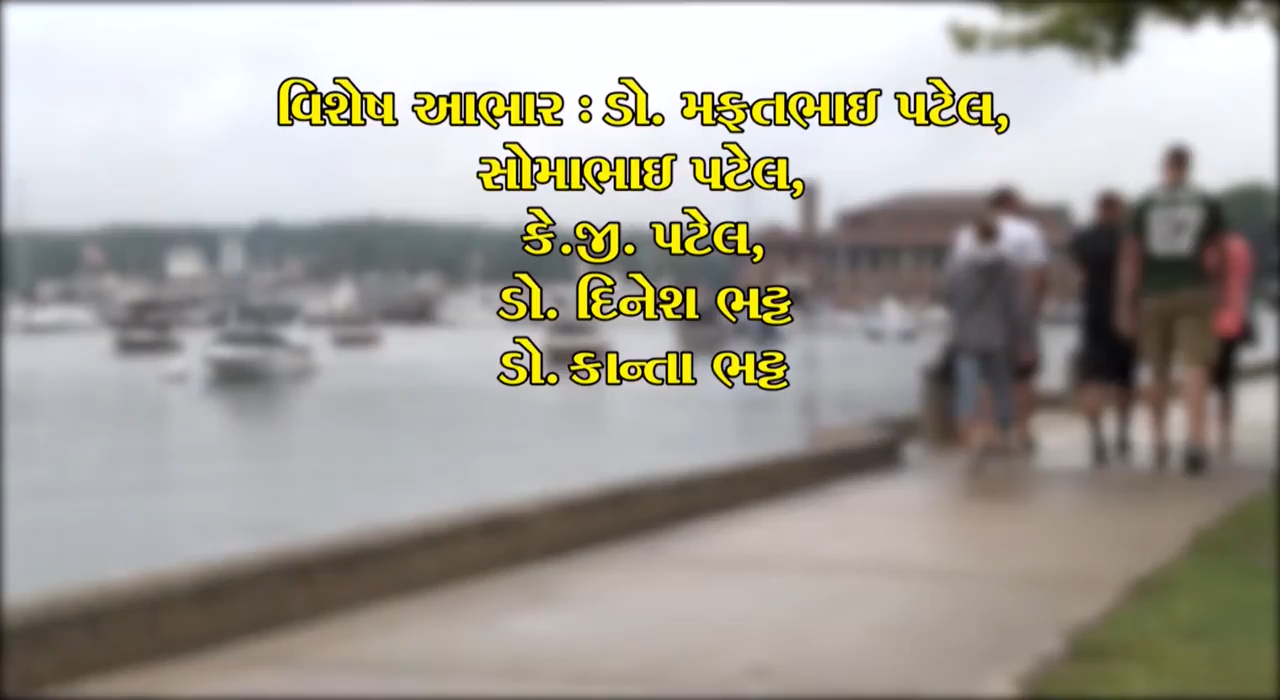 વિશેષ આભાર : ડો. મફતભાઇ પટેલ,
સોમાભાઇ પટેલ,
કે.જી. પટેલ,
ડો. દિનેશ ભટ્ટ
ડો. કાન્તા ભટ્ટ